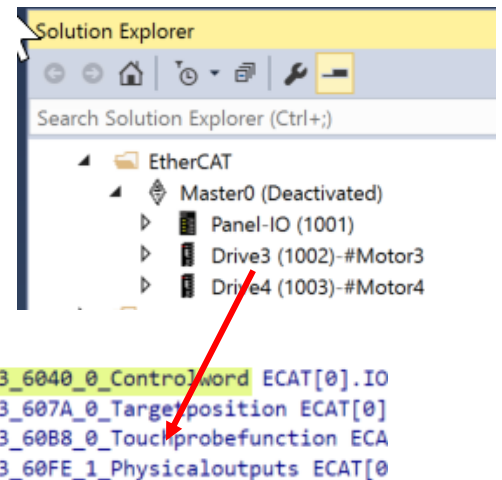 Solution Explorer
Search Solution Explorer (Ctrl+;)
EtherCAT
Master0 (Deactivated)
Panel-IO (1001)
Drive3 (1002)-#Motor3
Drive4 (1003)-#Motor4
3_6040_0_Controlword ECAT[0].IO
3_607A_0_Targetposition ECAT[0]
3_60B8_0_Touchprobefunction ECA
3_60FE_1_Physicaloutputs ECAT[0